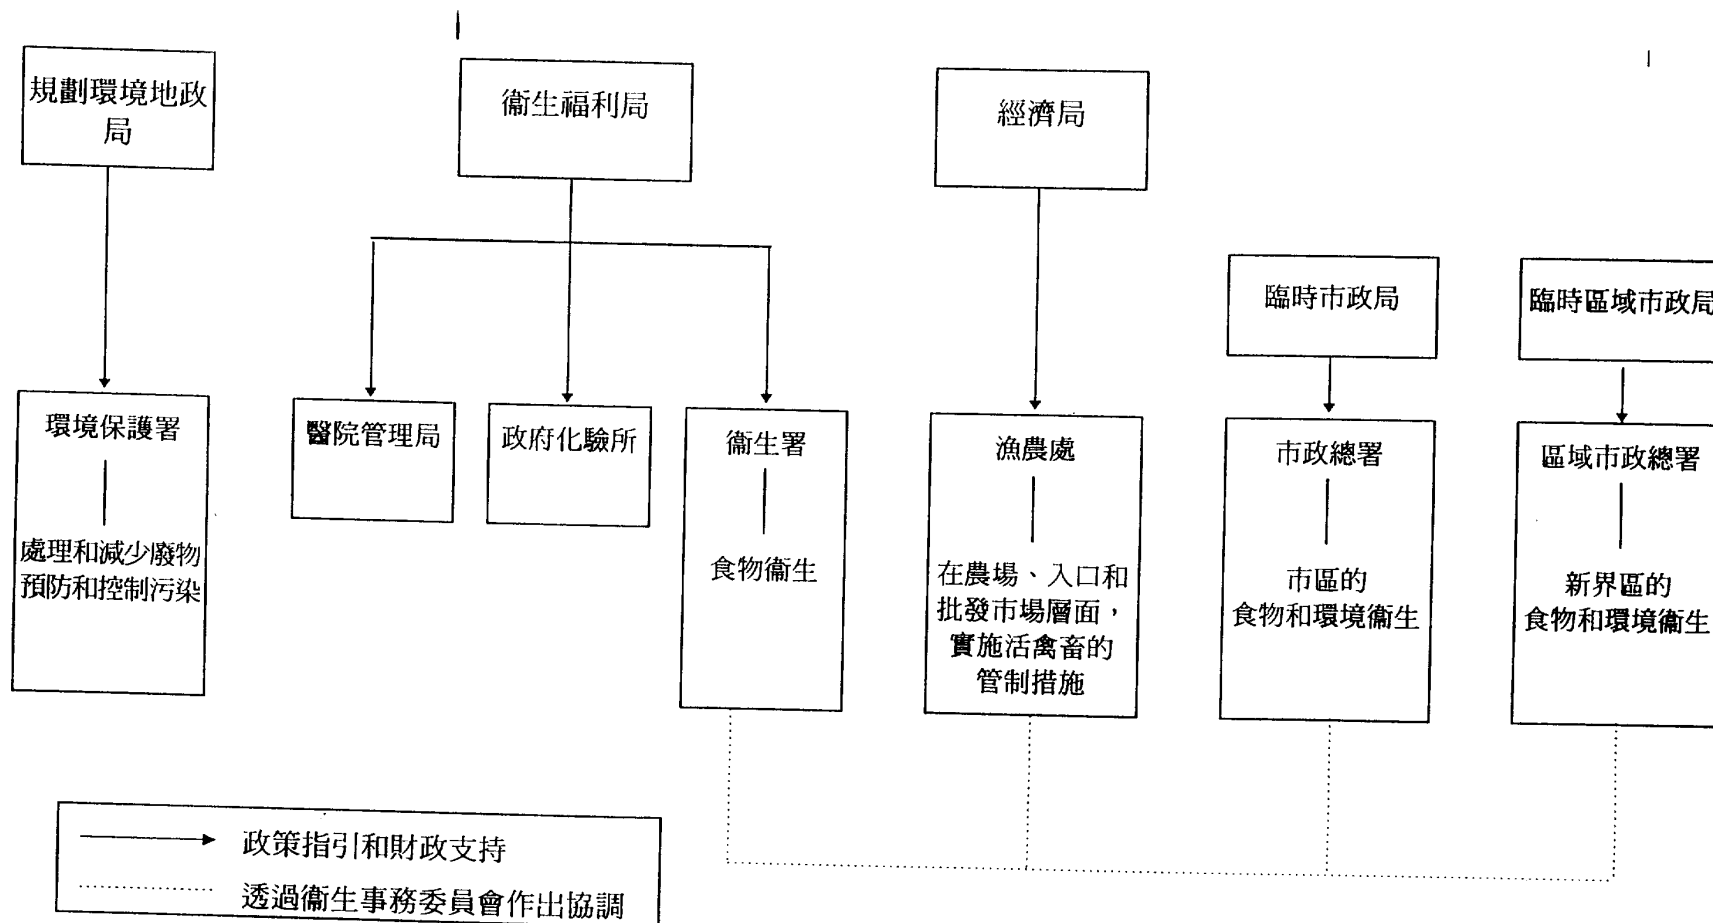 規劃環境地政
局
衞生福利局
經濟局
臨時市政局
臨時區域市政局
環境保護署
處理和減少廢物
預防和控制污染
醫院管理局
政府化驗所
衞生署
食物衞生
漁農處
在農場、入口和
批發市場層面，
實施活禽畜的
管制措施
市政總署
市區的
食物和環境衞生
區域市政總署
新界區的
食物和環境衞生
政策指引和財政支持
透過衞生事務委員會作出協調